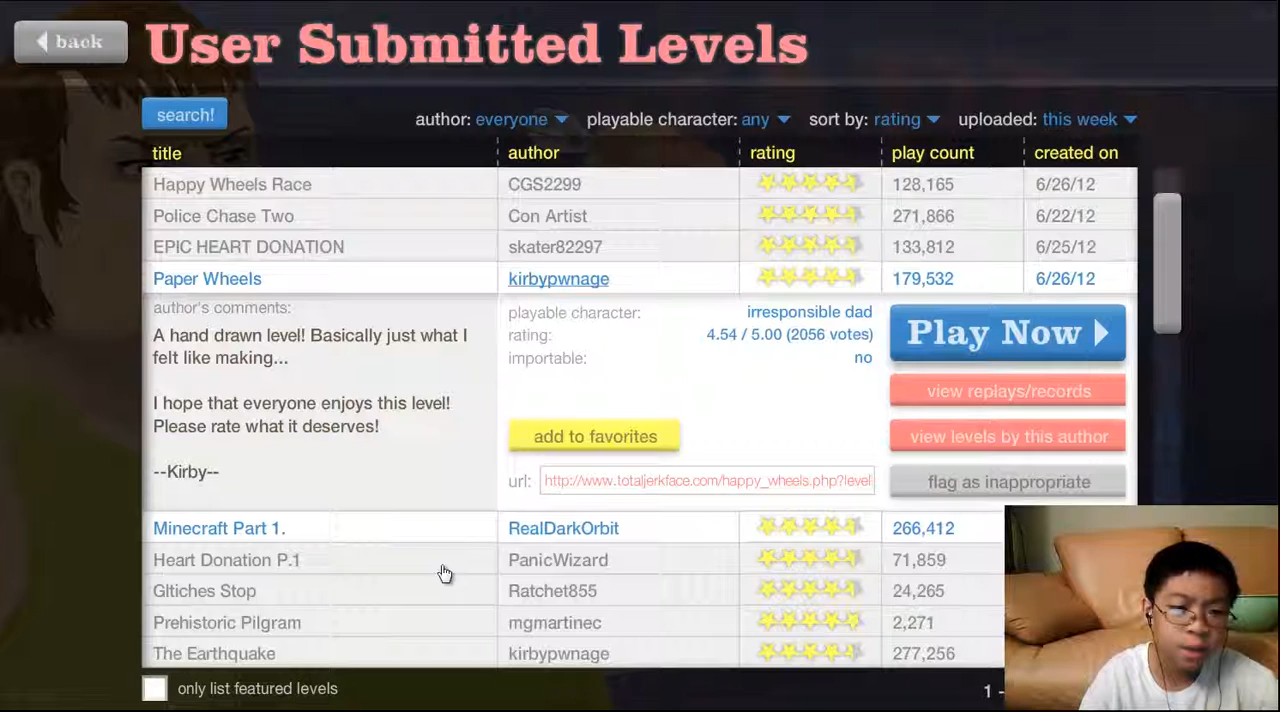 back
User Submitted Levels
search!
author: everyone playable character: any sort by: rating uploaded: this week
title author rating play count created on
Happy Wheels Race CGS2299 128,165 6/26/12
Police Chase Two Con Artist 271,866 6/22/12
EPIC HEART DONATION skater82297 133,812 6/25/12
Paper Wheels kirbypwnage 179,532 6/26/12
author's comments:
A hand drawn level! Basically just what I
felt like making...
I hope that everyone enjoys this level!
Please rate what it deserves!
--Kirby--
playable character: irresponsible dad
rating: 4.54 / 5.00 (2056 votes)
importable: no
add to favorites
url: http://www.totaljerkface.com/happy_wheels.php?level
Play Now
view replays/records
view levels by this author
flag as inappropriate
Minecraft Part 1. RealDarkOrbit 266,412
Heart Donation P.1 PanicWizard 71,859
Gltiches Stop Ratchet855 24,265
Prehistoric Pilgram mgmartinec 2,271
The Earthquake kirbypwnage 277,256
only list featured levels
1 -